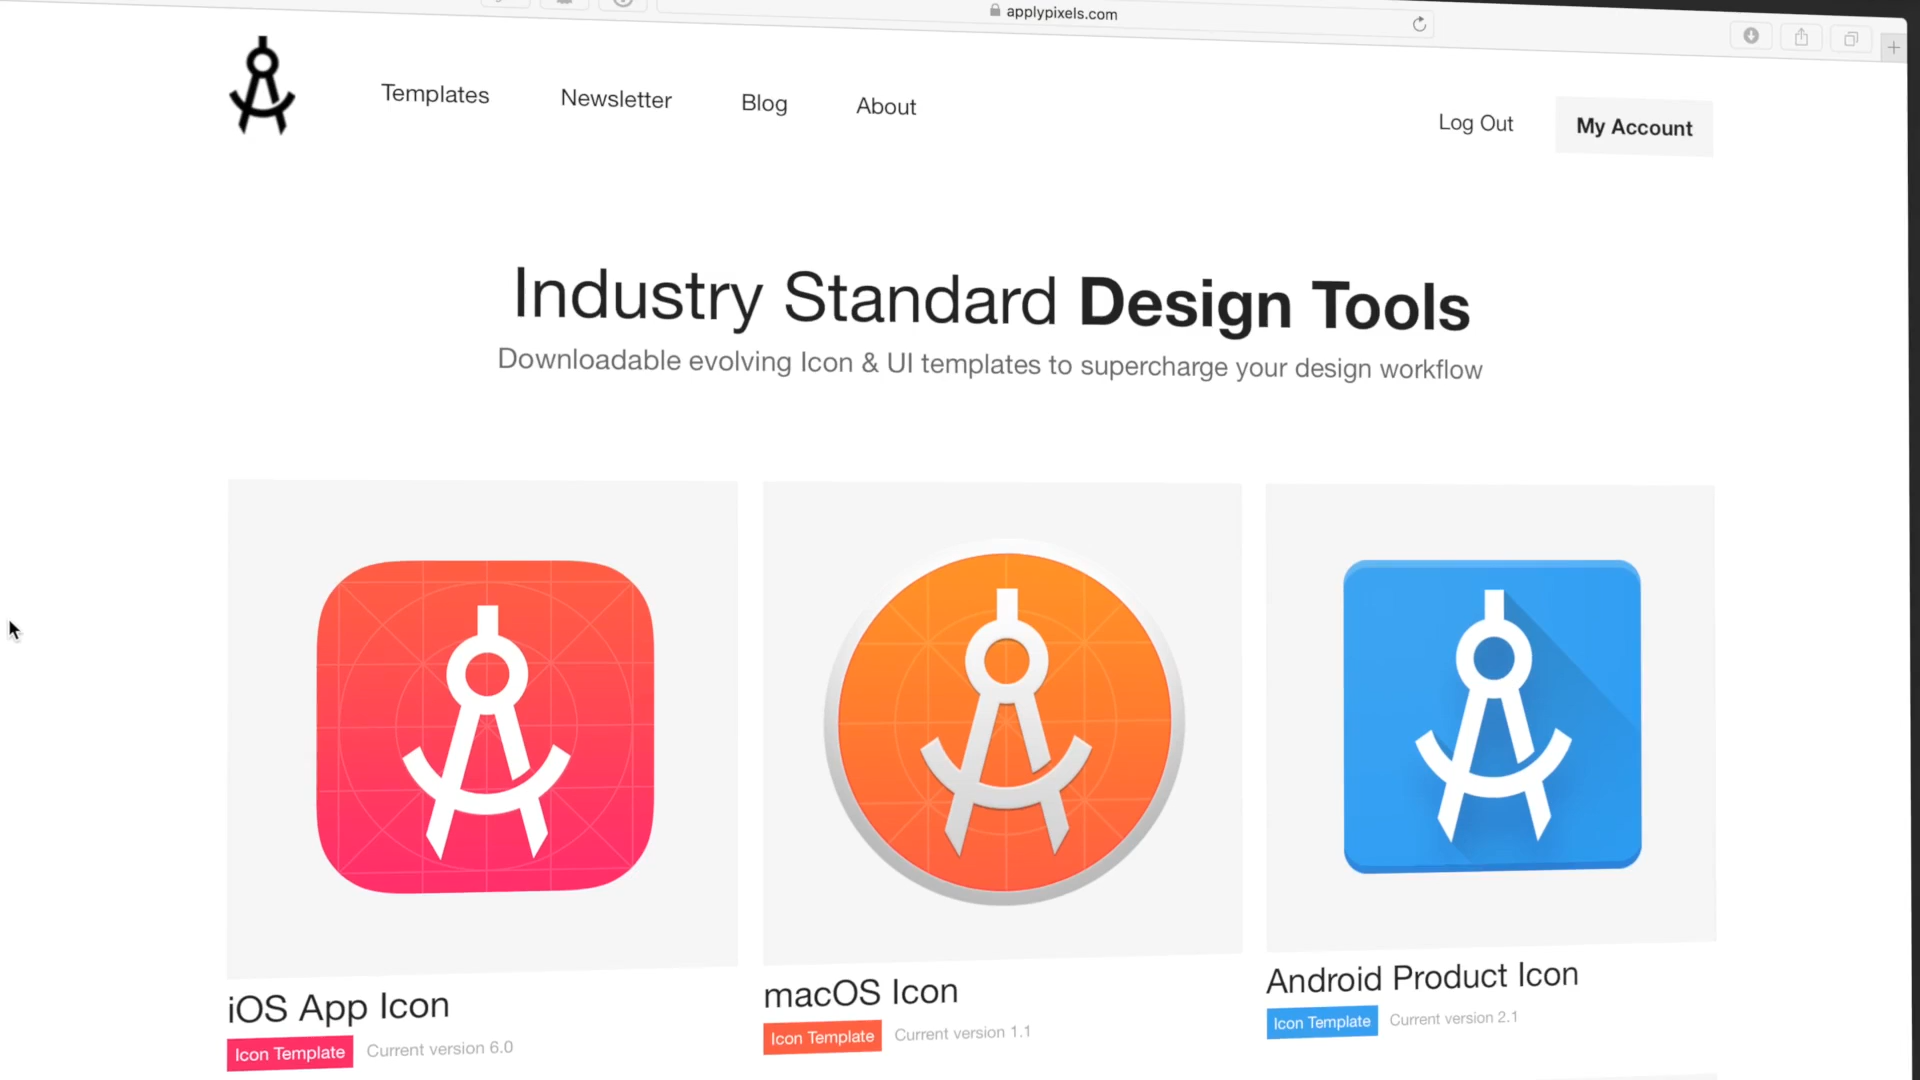 applypixels.com
Templates
Newsletter
Blog
About
Log Out
My Account
Industry Standard Design Tools
Downloadable evolving Icon & UI templates to supercharge your design workflow
iOS App Icon
Icon Template
Current version 6.0
macOS Icon
Icon Template
Current version 1.1
Android Product Icon
Icon Template
Current version 2.1